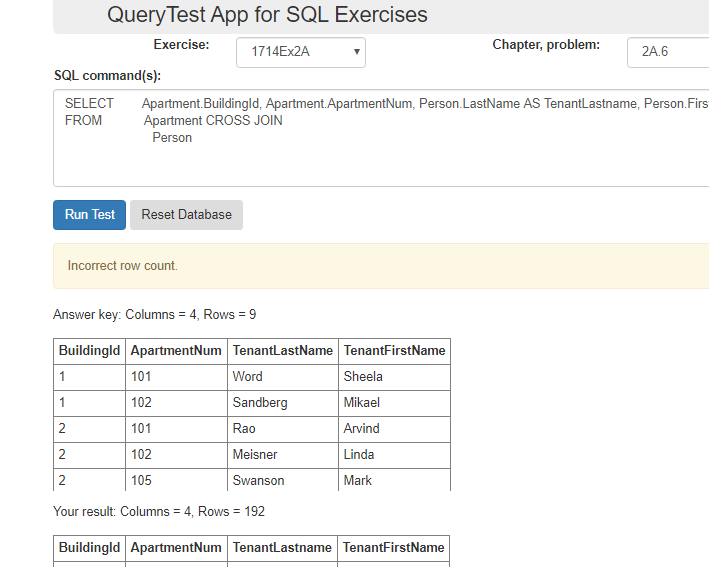 QueryTest App for SQL Exercises
Exercise: 1714Ex2A Chapter, problem: 2A.6
SQL command(s):
SELECT Apartment.BuildingId, Apartment.ApartmentNum, Person.LastName AS TenantLastname, Person.Firs
FROM Apartment CROSS JOIN
Person
Run Test Reset Database
Incorrect row count.
Answer key: Columns = 4, Rows = 9
BuildingId ApartmentNum TenantLastName TenantFirstName
1 101 Word Sheela
1 102 Sandberg Mikael
2 101 Rao Arvind
2 102 Meisner Linda
2 105 Swanson Mark
Your result: Columns = 4, Rows = 192
BuildingId ApartmentNum TenantLastname TenantFirstName